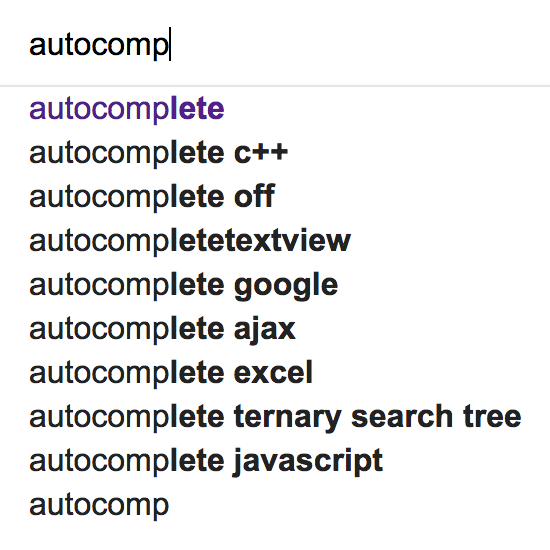 autocomp
autocomplete
autocomplete c++
autocomplete off
autocompletetextview
autocomplete google
autocomplete ajax
autocomplete excel
autocomplete ternary search tree
autocomplete javascript
autocomp